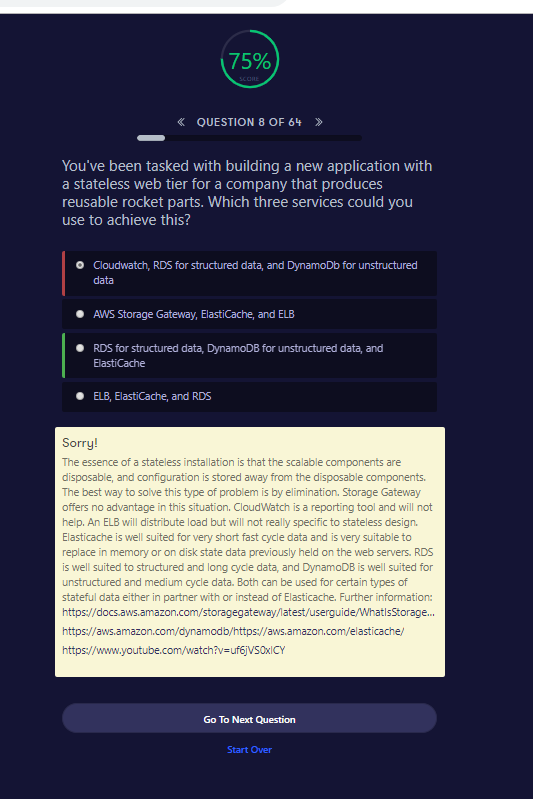 75%
SCORE
« QUESTION 8 OF 64 »
You've been tasked with building a new application with
a stateless web tier for a company that produces
reusable rocket parts. Which three services could you
use to achieve this?
Cloudwatch, RDS for structured data, and DynamoDb for unstructured
data
AWS Storage Gateway, ElastiCache, and ELB
RDS for structured data, DynamoDB for unstructured data, and
ElastiCache
ELB, ElastiCache, and RDS
Sorry!
The essence of a stateless installation is that the scalable components are
disposable, and configuration is stored away from the disposable components.
The best way to solve this type of problem is by elimination. Storage Gateway
offers no advantage in this situation. CloudWatch is a reporting tool and will not
help. An ELB will distribute load but will not really specific to stateless design.
Elasticache is well suited for very short fast cycle data and is very suitable to
replace in memory or on disk state data previously held on the web servers. RDS
is well suited to structured and long cycle data, and DynamoDB is well suited for
unstructured and medium cycle data. Both can be used for certain types of
stateful data either in partner with or instead of Elasticache. Further information:
https://docs.aws.amazon.com/storagegateway/latest/userguide/WhatIsStorage...
https://aws.amazon.com/dynamodb/https://aws.amazon.com/elasticache/
https://www.youtube.com/watch?v=uf6jVS0xICY
Go To Next Question
Start Over